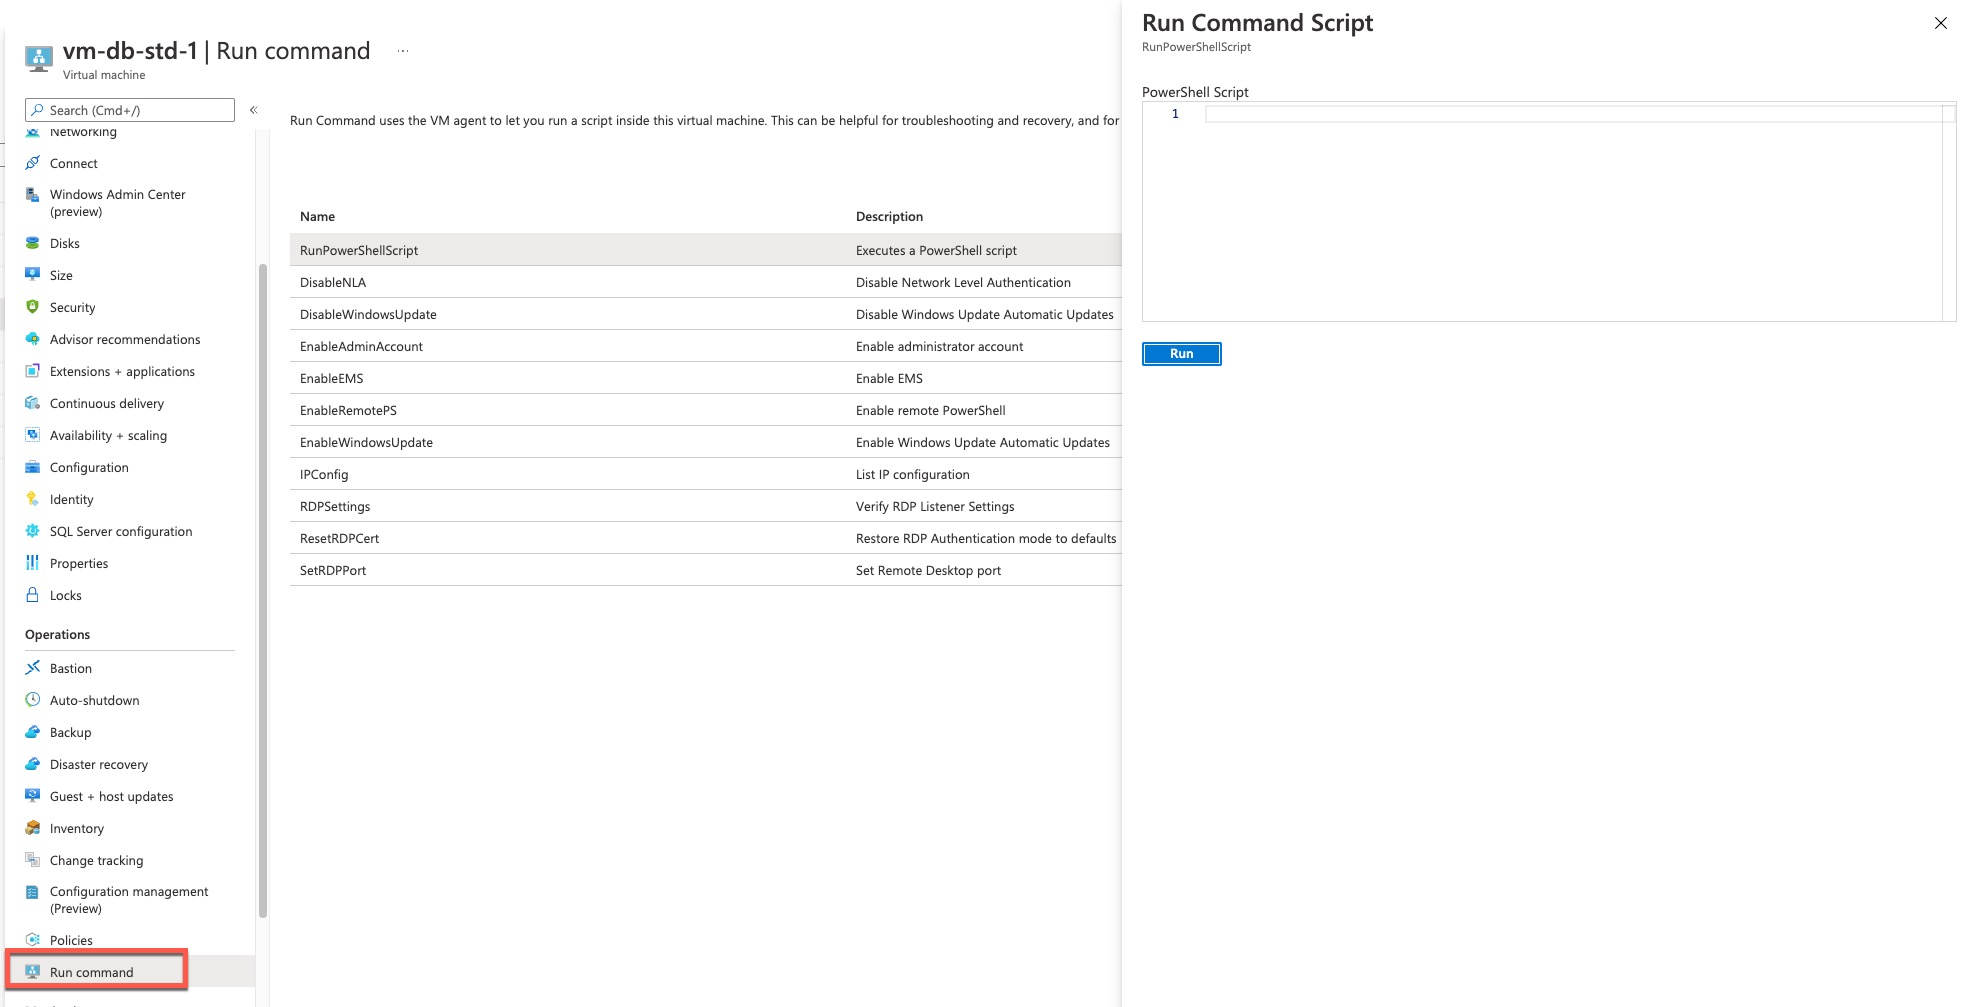 vm-db-std-1 | Run command ...
Virtual machine
Search (Cmd+/)
«
Networking
Connect
Windows Admin Center
(preview)
Disks
Size
Security
Advisor recommendations
Extensions + applications
Continuous delivery
Availability + scaling
Configuration
Identity
SQL Server configuration
Properties
Locks
Operations
Bastion
Auto-shutdown
Backup
Disaster recovery
Guest + host updates
Inventory
Change tracking
Configuration management
(Preview)
Policies
Run command
Run Command uses the VM agent to let you run a script inside this virtual machine. This can be helpful for troubleshooting and recovery, and for
Name Description
RunPowerShellScript Executes a PowerShell script
DisableNLA Disable Network Level Authentication
DisableWindowsUpdate Disable Windows Update Automatic Updates
EnableAdminAccount Enable administrator account
EnableEMS Enable EMS
EnableRemotePS Enable remote PowerShell
EnableWindowsUpdate Enable Windows Update Automatic Updates
IPConfig List IP configuration
RDPSettings Verify RDP Listener Settings
ResetRDPCert Restore RDP Authentication mode to defaults
SetRDPPort Set Remote Desktop port
Run Command Script
RunPowerShellScript
PowerShell Script
1
Run